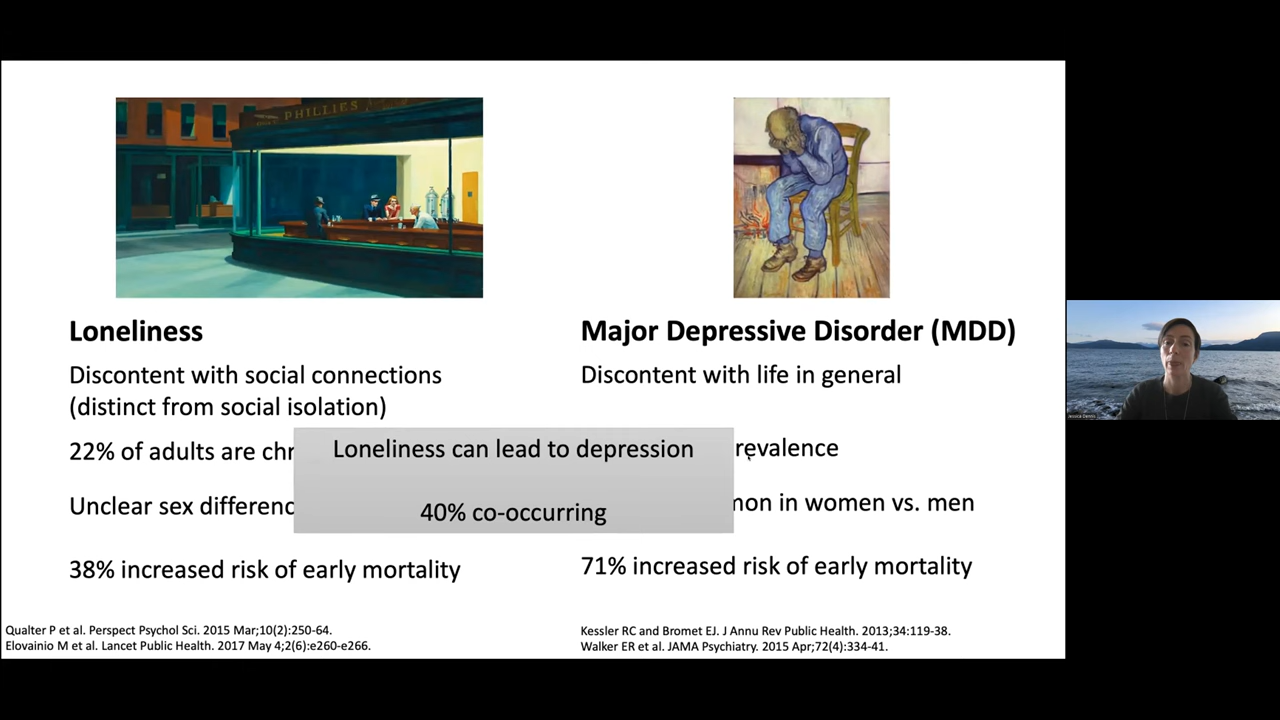 PHILLIES
Loneliness
Discontent with social connections
(distinct from social isolation)
22% of adults are chr
Unclear sex differenc
38% increased risk of early mortality
Loneliness can lead to depression
40% co-occurring
Major Depressive Disorder (MDD)
Discontent with life in general
revalence
mon in women vs. men
71% increased risk of early mortality
Qualter P et al. Perspect Psychol Sci. 2015 Mar;10(2):250-64.
Elovainio M et al. Lancet Public Health. 2017 May 4;2(6):e260-e266.
Kessler RC and Bromet EJ. J Annu Rev Public Health. 2013;34:119-38.
Walker ER et al. JAMA Psychiatry. 2015 Apr;72(4):334-41.
Jessica Dennis